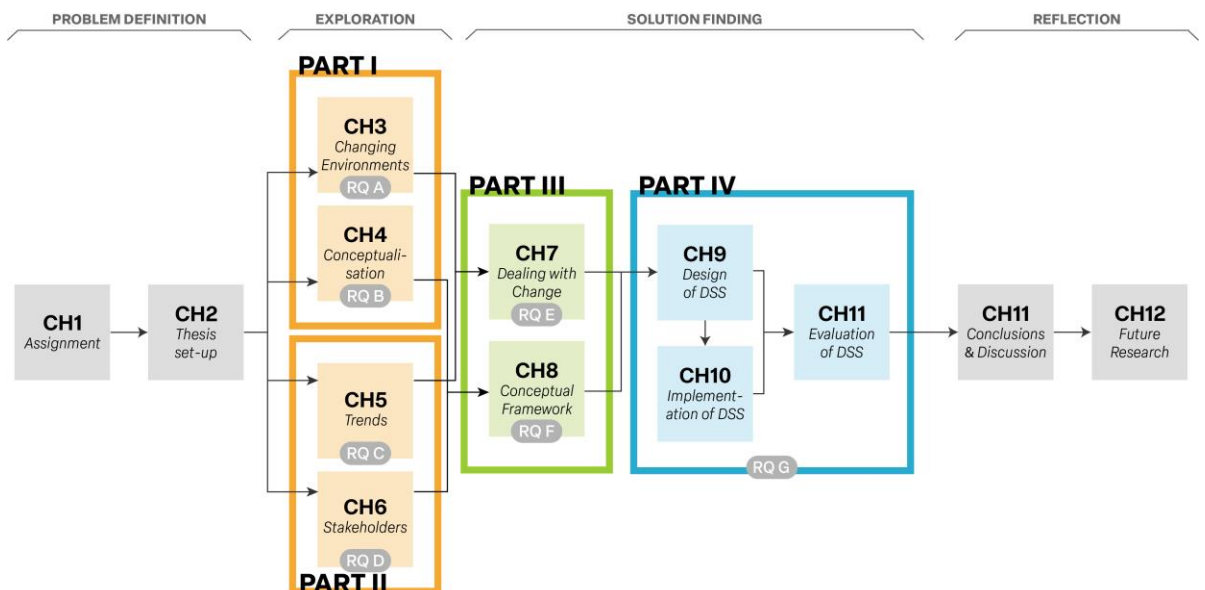 PROBLEM DEFINITION
EXPLORATION
SOLUTION FINDING
REFLECTION
PART I
CH3
Changing
Environments
RQ A
CH4
Conceptuali-
sation
RQ B
PART III
PART IV
CH7
Dealing with
Change
RQ E
CH9
Design
of DSS
CH1
Assignment
CH2
Thesis
set-up
CH11
Evaluation
of DSS
CH11
Conclusions
& Discussion
CH12
Future
Research
CH5
Trends
RQ C
CH8
Conceptual
Framework
RQ F
CH10
Implement-
ation of DSS
RQ G
CH6
Stakeholders
RQ D
PART II